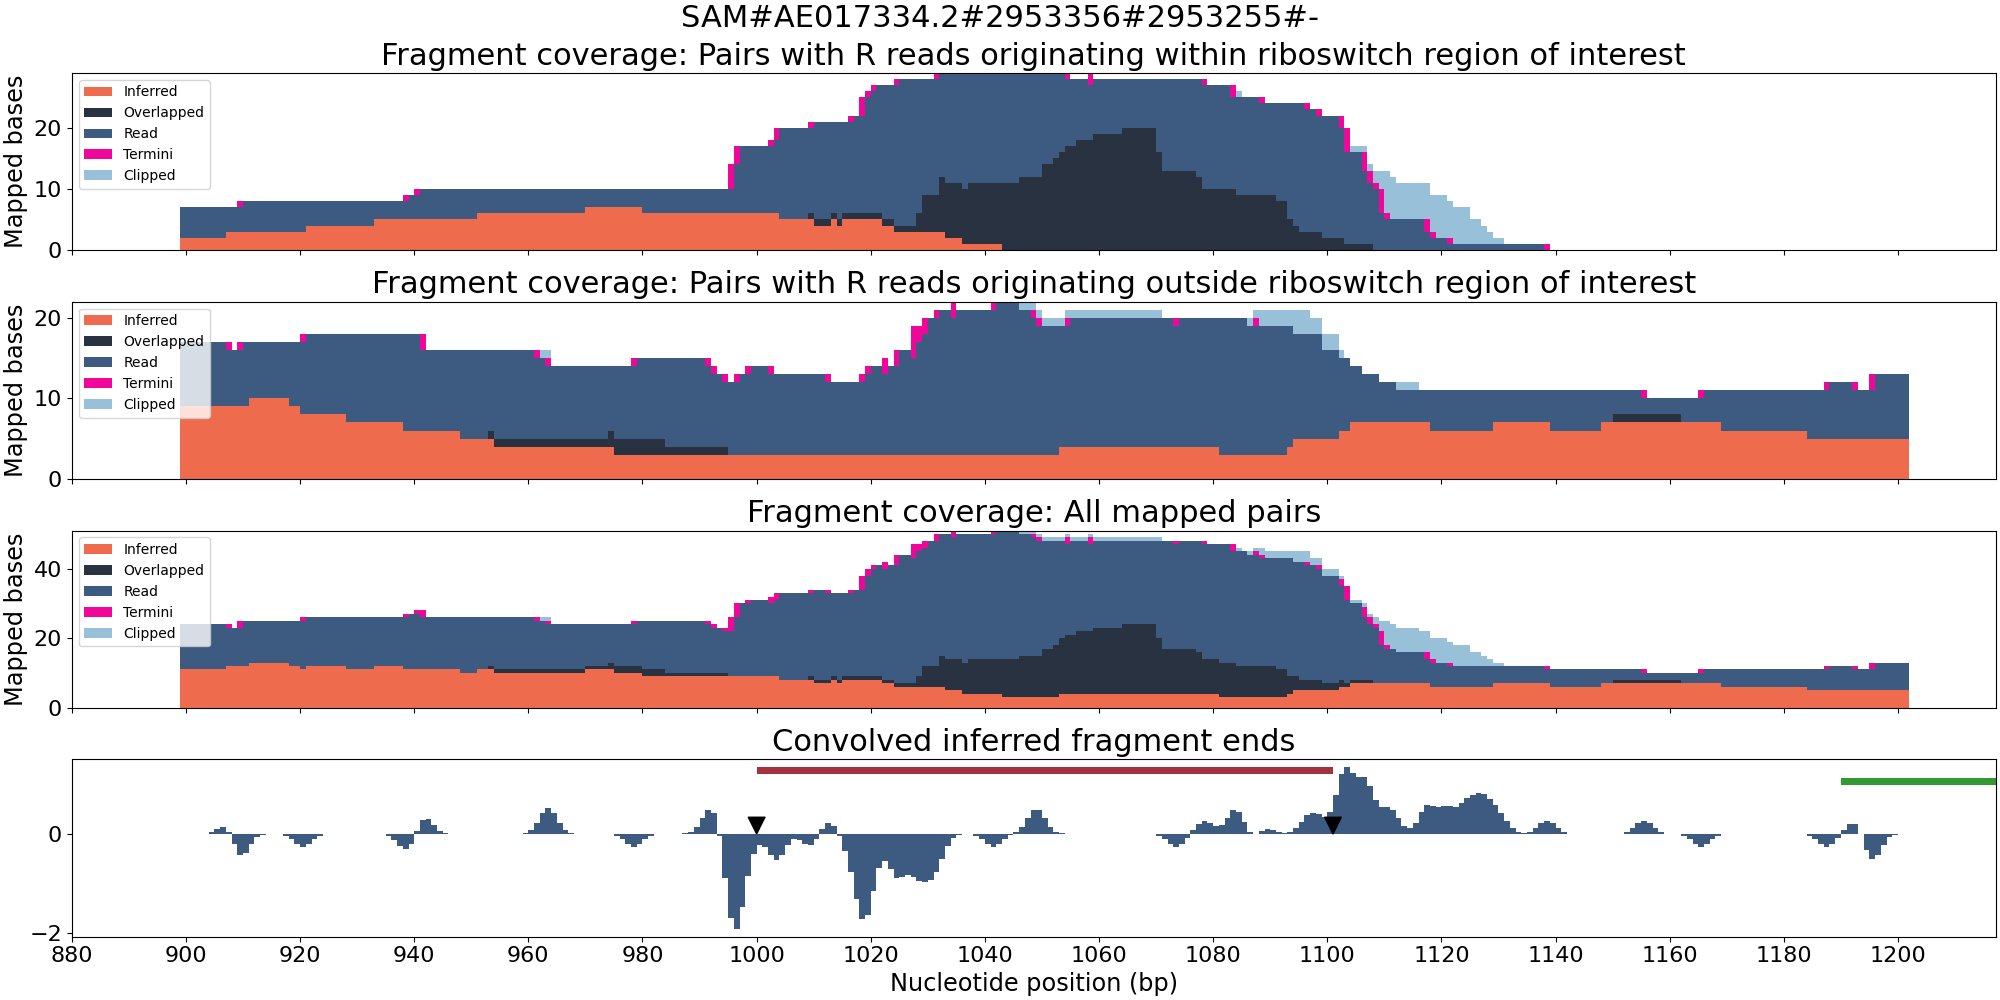 SAM#AE017334.2#2953356#2953255#-
Fragment coverage: Pairs with R reads originating within riboswitch region of interest
Mapped bases
20
10
0
Inferred
Overlapped
Read
Termini
Clipped
Fragment coverage: Pairs with R reads originating outside riboswitch region of interest
Mapped bases
20
10
0
Inferred
Overlapped
Read
Termini
Clipped
Fragment coverage: All mapped pairs
Mapped bases
40
20
0
Inferred
Overlapped
Read
Termini
Clipped
Convolved inferred fragment ends
0
−2
880 900 920 940 960 980 1000 1020 1040 1060 1080 1100 1120 1140 1160 1180 1200
Nucleotide position (bp)